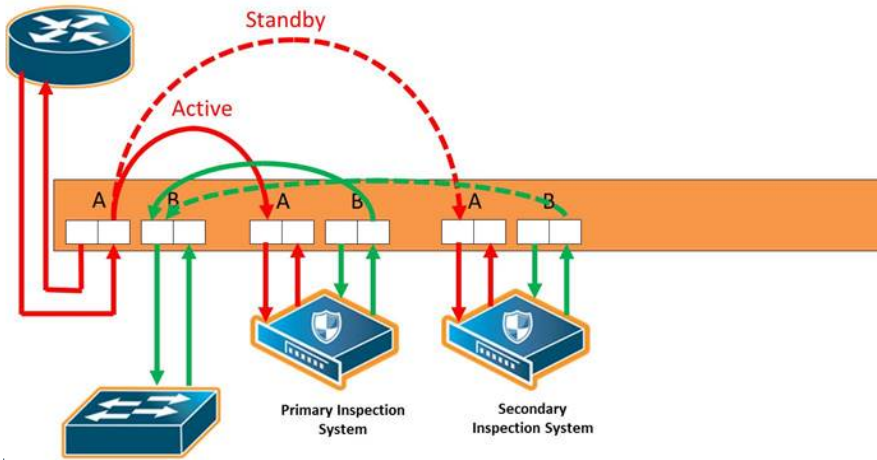 Standby
Active
A
B
A
B
A
B
Primary Inspection
System
Secondary
Inspection System